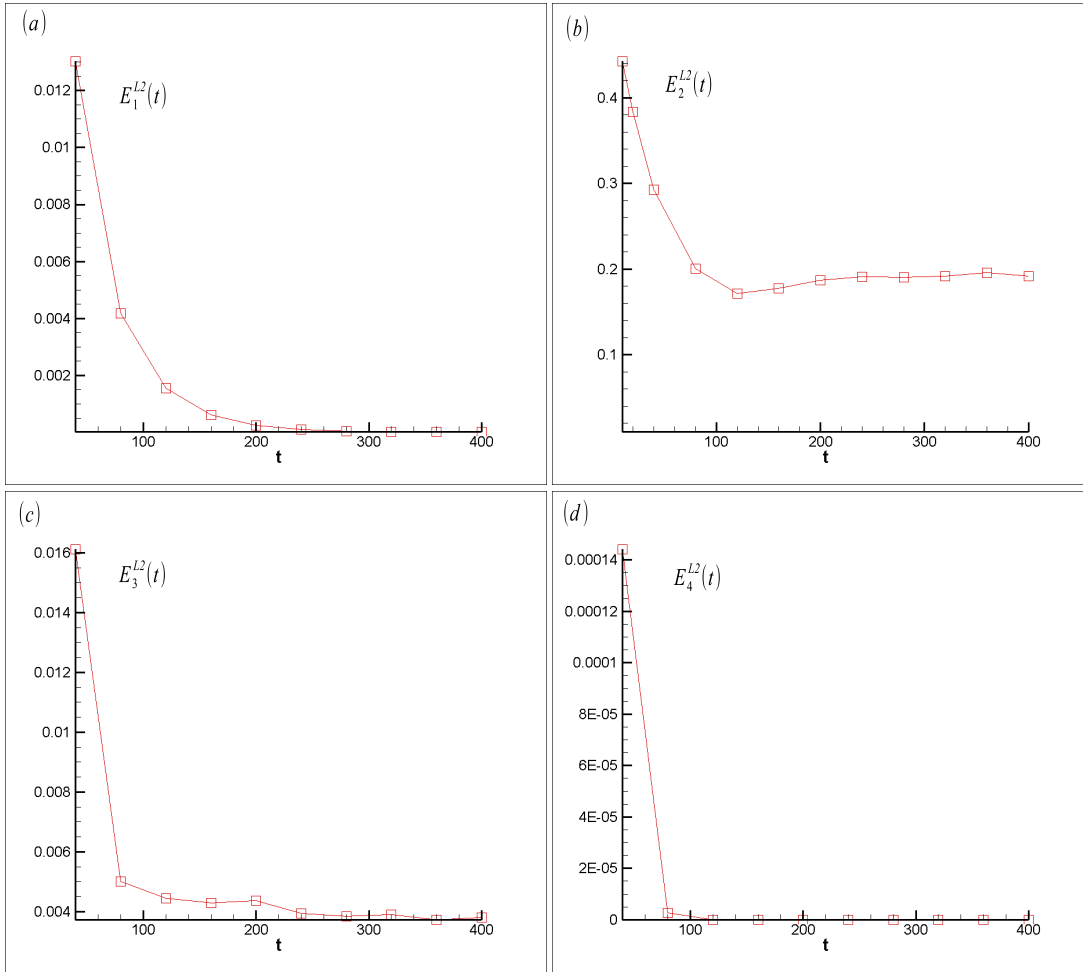 (a)
E_1^{L2}(t)
0.012
0.01
0.008
0.006
0.004
0.002
100 200 300 400
t
(b)
E_2^{L2}(t)
0.4
0.3
0.2
0.1
100 200 300 400
t
(c)
E_3^{L2}(t)
0.016
0.014
0.012
0.01
0.008
0.006
0.004
100 200 300 400
t
(d)
E_4^{L2}(t)
0.00014
0.00012
0.0001
8E-05
6E-05
4E-05
2E-05
0
100 200 300 400
t